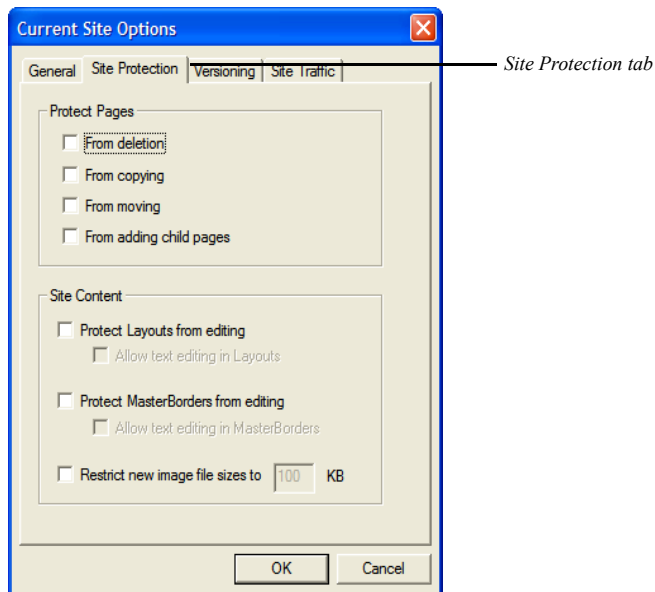 Current Site Options
General Site Protection Versioning Site Traffic
Site Protection tab
Protect Pages
From deletion
From copying
From moving
From adding child pages
Site Content
Protect Layouts from editing
Allow text editing in Layouts
Protect MasterBorders from editing
Allow text editing in MasterBorders
Restrict new image file sizes to 100 KB
OK Cancel